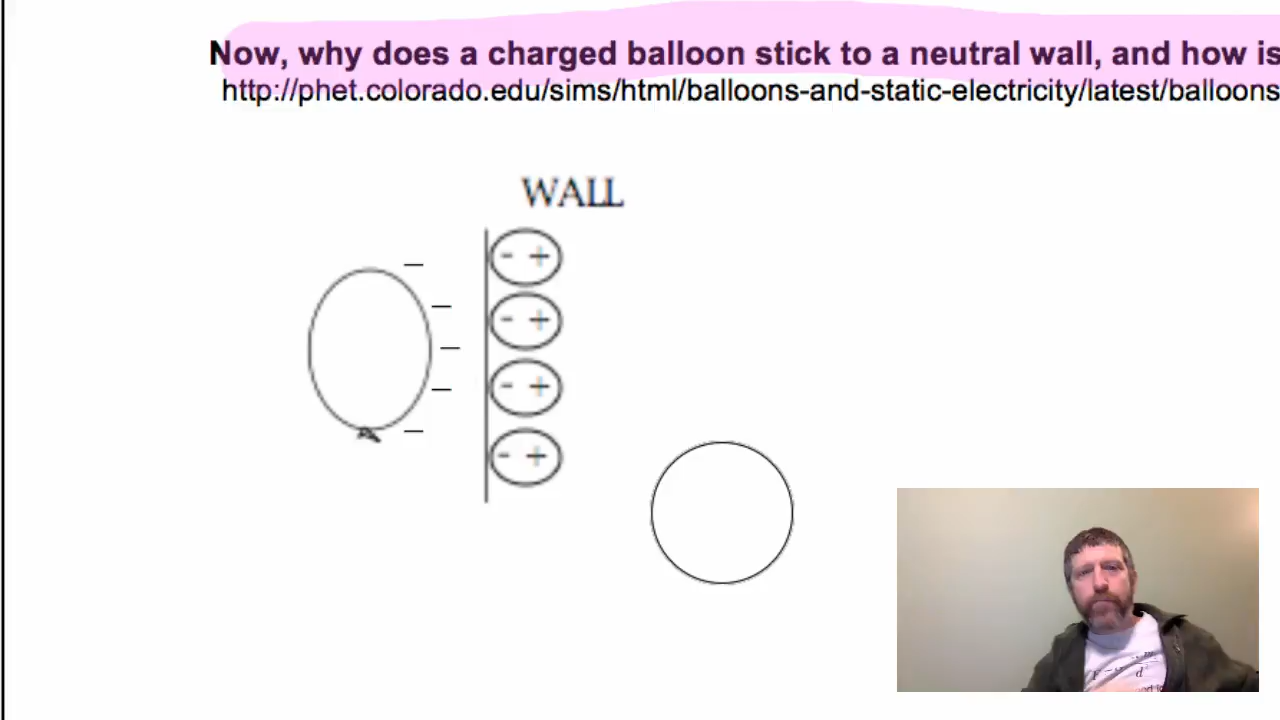 Now, why does a charged balloon stick to a neutral wall, and how is
http://phet.colorado.edu/sims/html/balloons-and-static-electricity/latest/balloons
WALL
- +
- +
- +
- +